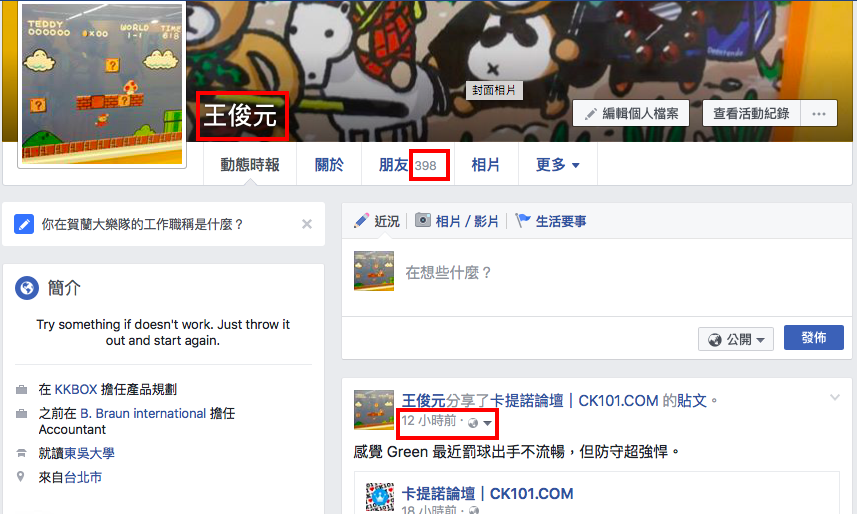 TEDDY WORLD TIME
000000 ×00 1-1 618
封面相片
王俊元
編輯個人檔案
查看活動紀錄
動態時報
關於
朋友 398
相片
更多
你在賀蘭大樂隊的工作職稱是什麼？
近況
相片 / 影片
生活要事
在想些什麼？
公開
發佈
簡介
Try something if doesn't work. Just throw it
out and start again.
在 KKBOX 擔任產品規劃
之前在 B. Braun international 擔任
Accountant
就讀東吳大學
來自台北市
王俊元分享了卡提諾論壇｜CK101.COM 的貼文。
12 小時前 ·
感覺 Green 最近罰球出手不流暢，但防守超強悍。
卡提諾論壇｜CK101.COM
18 小時前 ·